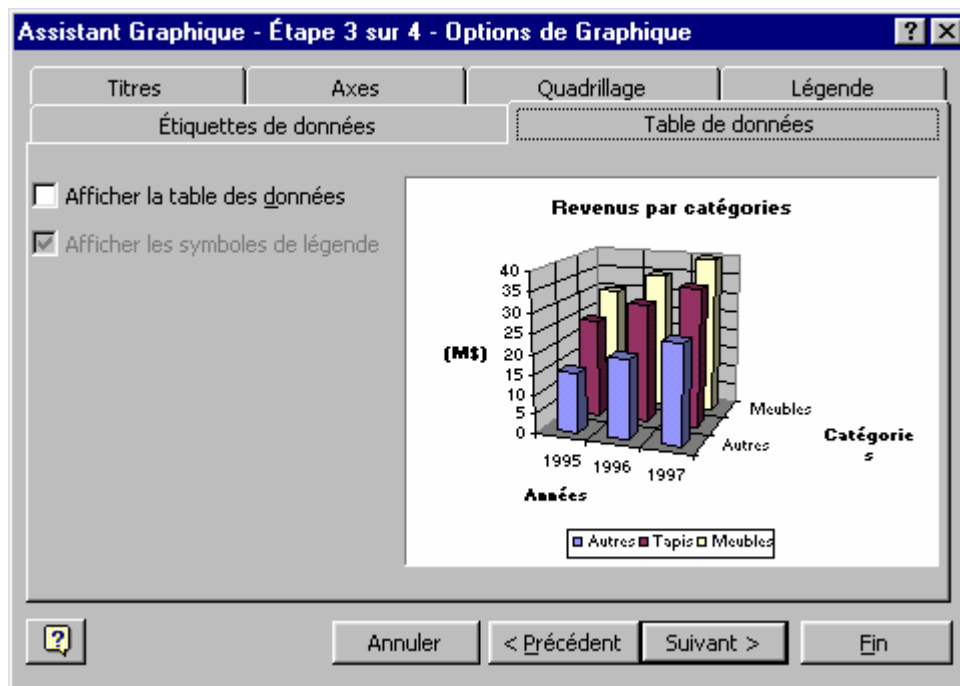 Assistant Graphique - Étape 3 sur 4 - Options de Graphique
Titres Axes Quadrillage Légende
Étiquettes de données Table de données
Afficher la table des données
Afficher les symboles de légende
Revenus par catégories
40
35
30
25
(M$) 20
15
10
5
0
Meubles
Autres
Catégorie
s
1995 1996 1997
Années
Autres Tapis Meubles
Annuler < Précédent Suivant > Fin